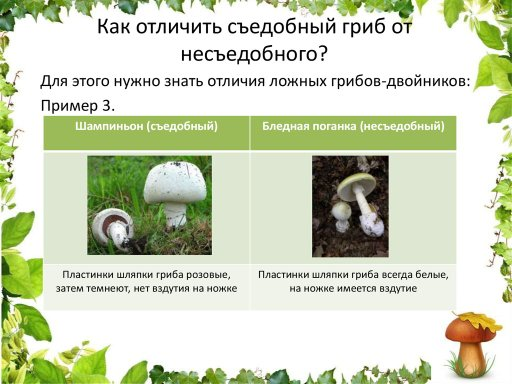 Как отличить съедобный гриб от
несъедобного?
Для этого нужно знать отличия ложных грибов-двойников:
Пример 3.
Шампиньон (съедобный)
Бледная поганка (несъедобный)
Пластинки шляпки гриба розовые,
затем темнеют, нет вздутия на ножке
Пластинки шляпки гриба всегда белые,
на ножке имеется вздутие